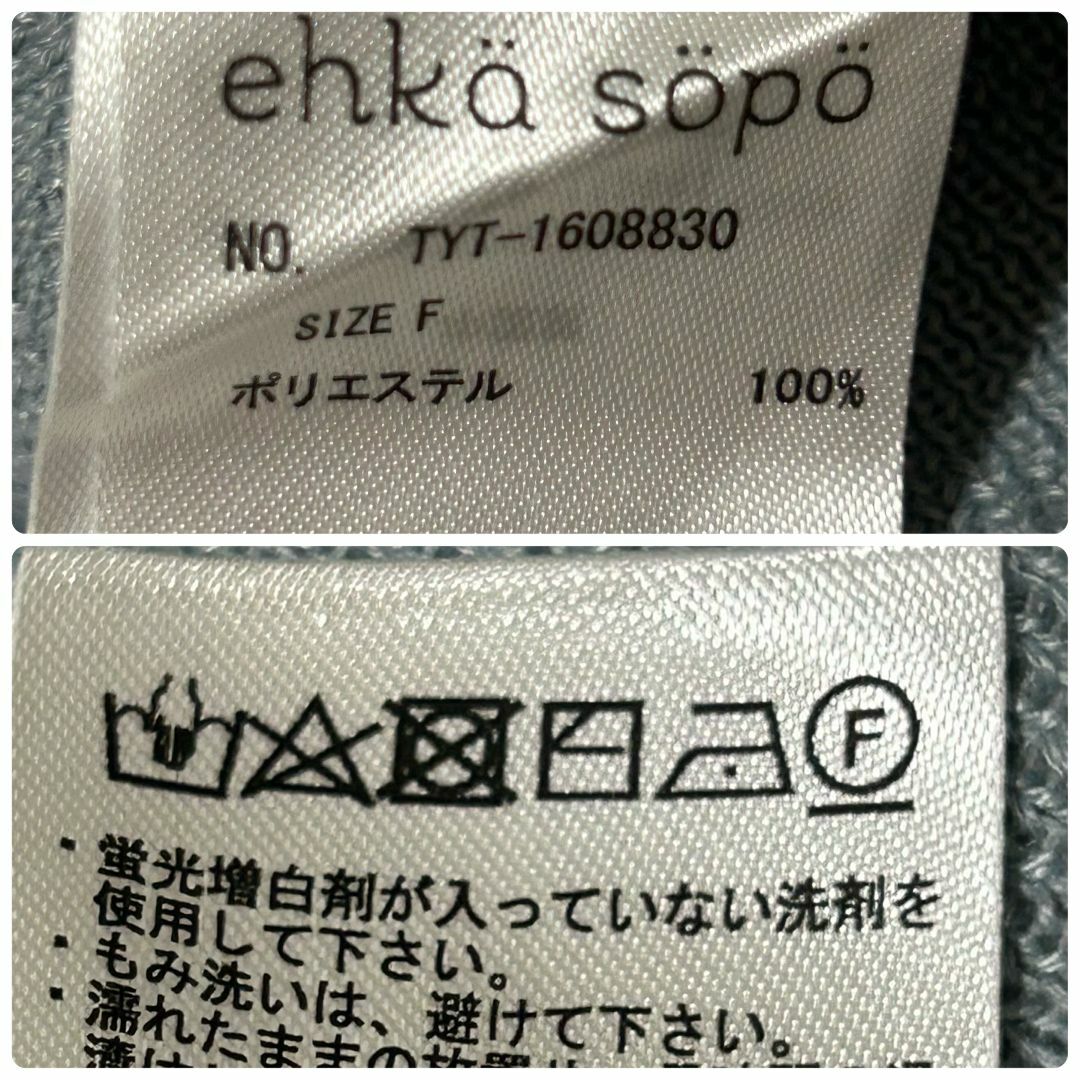 ehkä söpö
NO. TYT-1608830
SIZE F
ポリエステル 100%
F
・蛍光増白剤が入っていない洗剤を
使用して下さい。
・もみ洗いは、避けて下さい。
・濡れたままの放置や